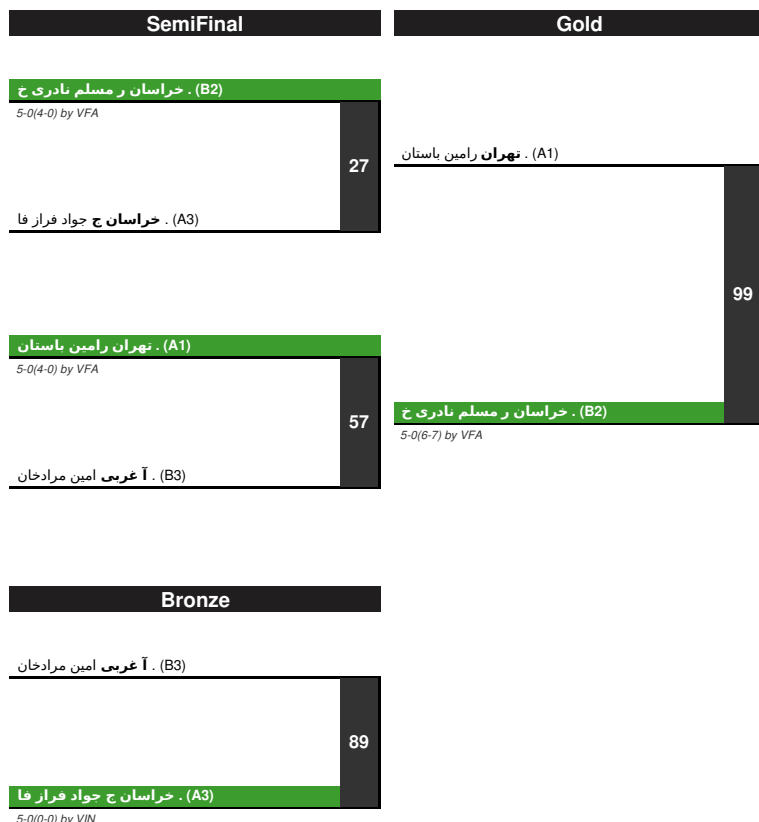 SemiFinal
(B2) . خراسان ر مسلم نادری خ
5-0(4-0) by VFA
27
(A3) . خراسان ج جواد فراز فا
(A1) . تهران رامین باستان
5-0(4-0) by VFA
57
(B3) . آ غربی امین مرادخان
Gold
(A1) . تهران رامین باستان
99
(B2) . خراسان ر مسلم نادری خ
5-0(6-7) by VFA
Bronze
(B3) . آ غربی امین مرادخان
89
(A3) . خراسان ج جواد فراز فا
5-0(0-0) by VIN